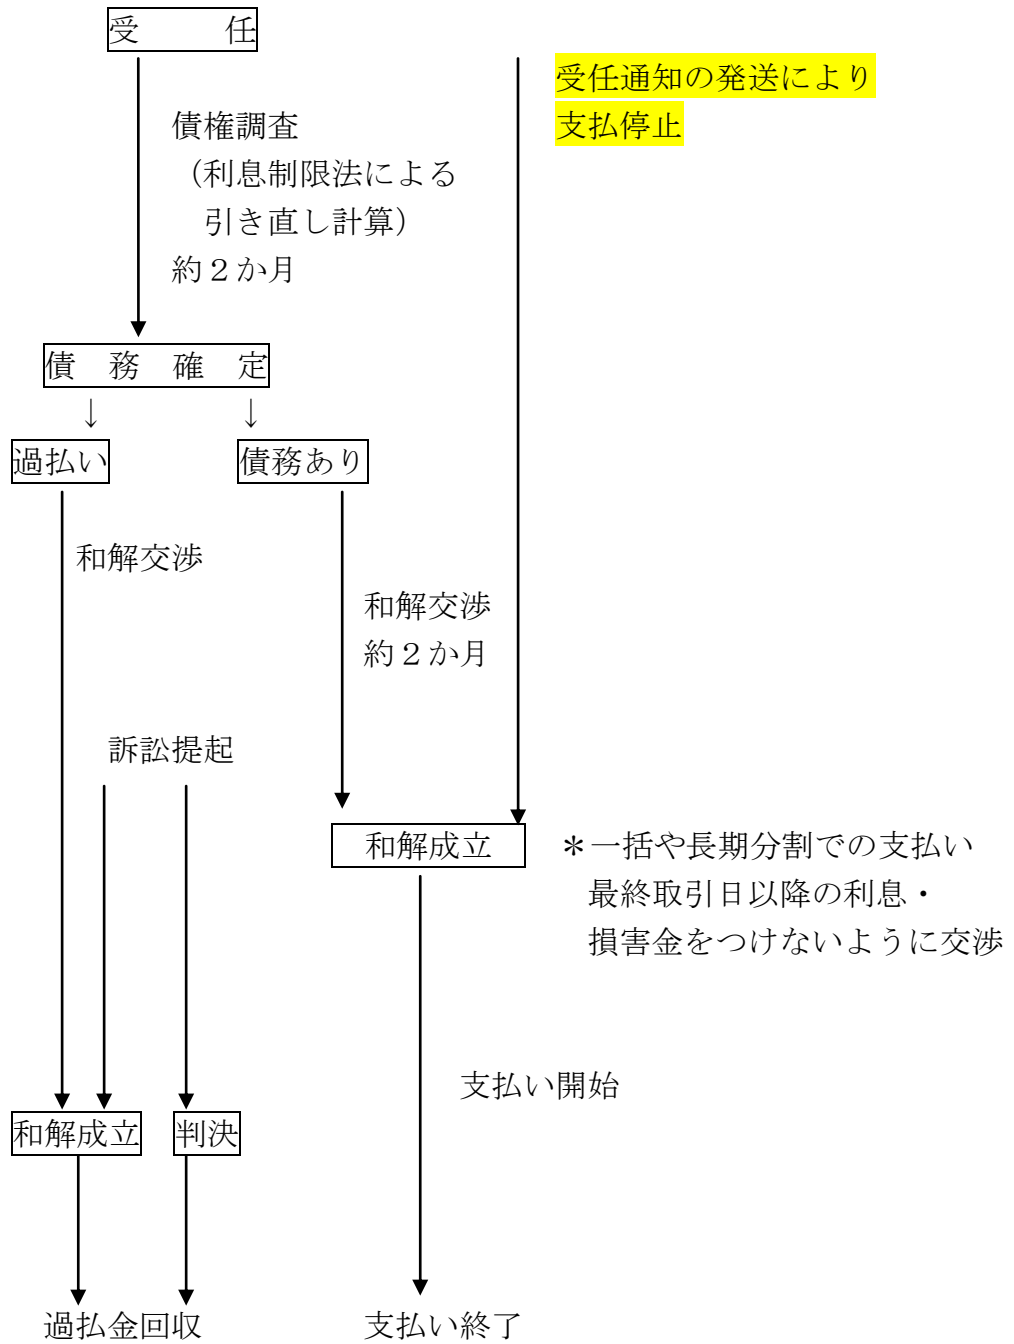 受　　任
受任通知の発送により
支払停止
債権調査
（利息制限法による
引き直し計算）
約２か月
債　務　確　定
↓　　　　↓
過払い
債務あり
和解交渉
和解交渉
約２か月
訴訟提起
和解成立
＊一括や長期分割での支払い
最終取引日以降の利息・
損害金をつけないように交渉
支払い開始
和解成立
判決
過払金回収
支払い終了